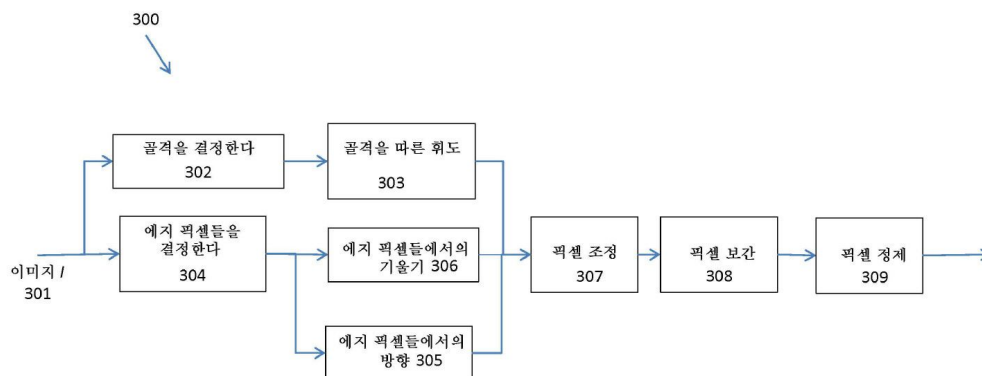 300
골격을 결정한다
302
골격을 따른 휘도
303
에지 픽셀들을
결정한다
304
에지 픽셀들에서의
기울기 306
에지 픽셀들에서의
방향 305
픽셀 조정
307
픽셀 보간
308
픽셀 정제
309
이미지 I
301